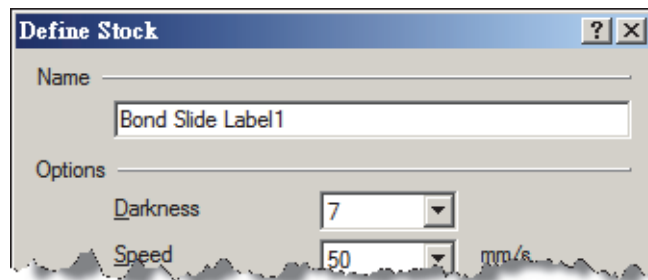 Define Stock
Name
Bond Slide Label1
Options
Darkness 7
Speed 50 mm/s